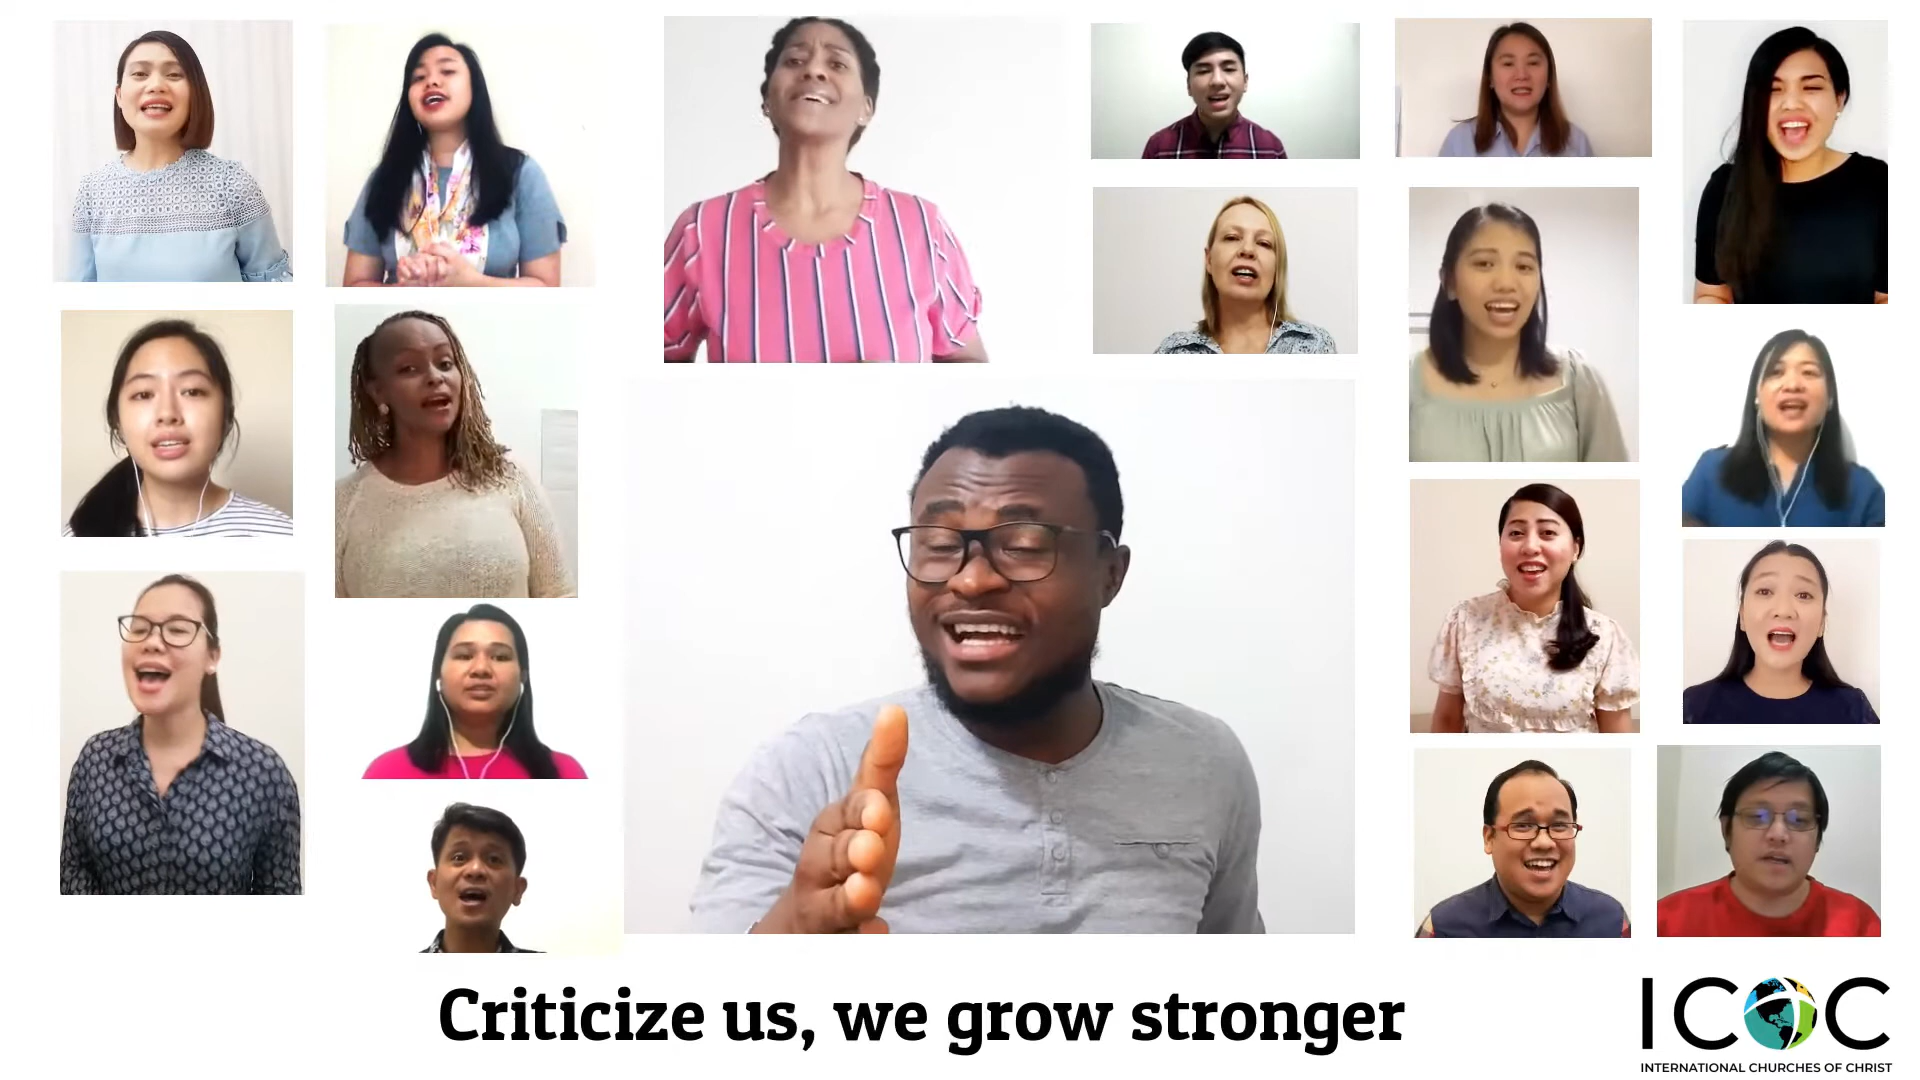 Criticize us, we grow stronger
ICOC
INTERNATIONAL CHURCHES OF CHRIST